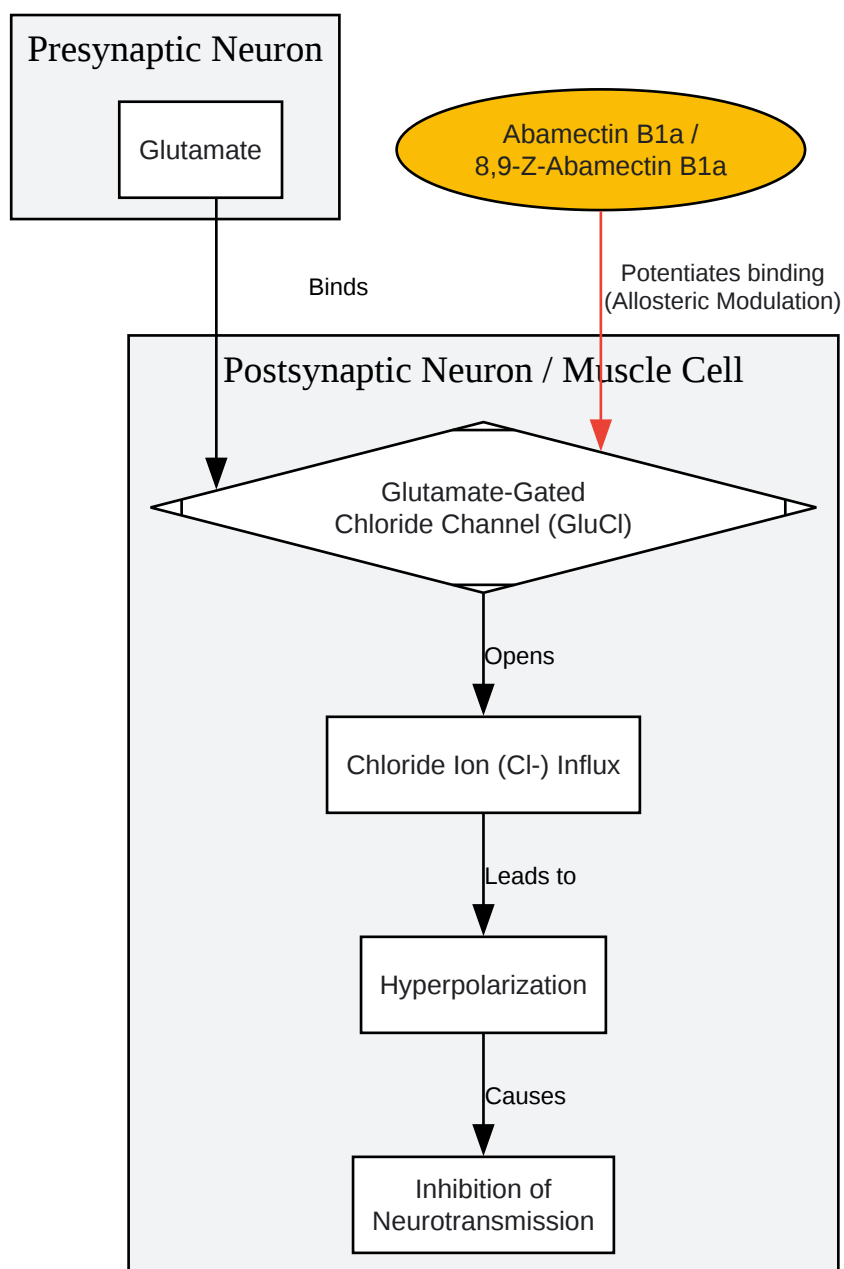 Presynaptic Neuron
Glutamate
Abamectin B1a /
8,9-Z-Abamectin B1a
Binds
Potentiates binding
(Allosteric Modulation)
Postsynaptic Neuron / Muscle Cell
Glutamate-Gated
Chloride Channel (GluCl)
Opens
Chloride Ion (Cl-) Influx
Leads to
Hyperpolarization
Causes
Inhibition of
Neurotransmission